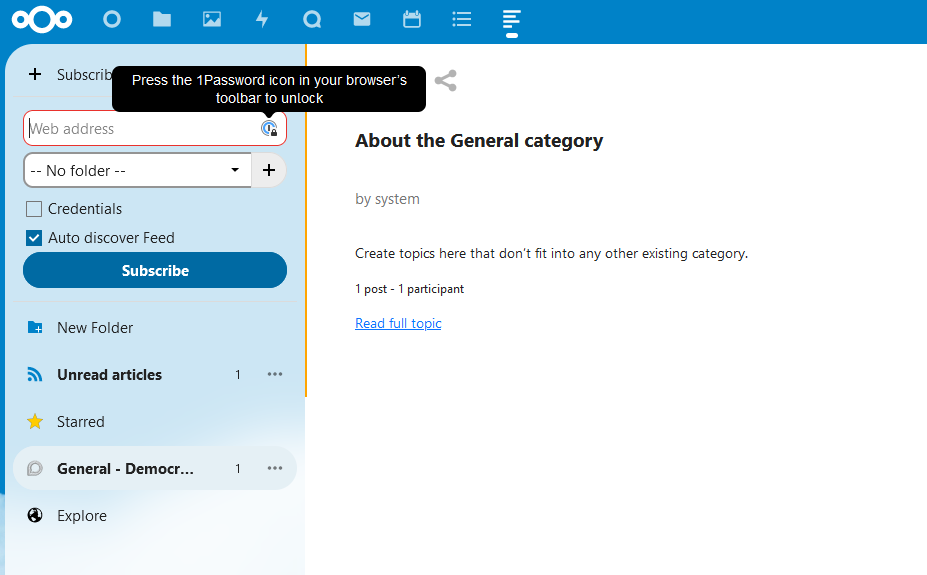 Subscrib
Press the 1Password icon in your browser's
toolbar to unlock
Web address
-- No folder --
Credentials
Auto discover Feed
Subscribe
New Folder
Unread articles 1
Starred
General - Democr... 1
Explore
About the General category
by system
Create topics here that don't fit into any other existing category.
1 post - 1 participant
Read full topic